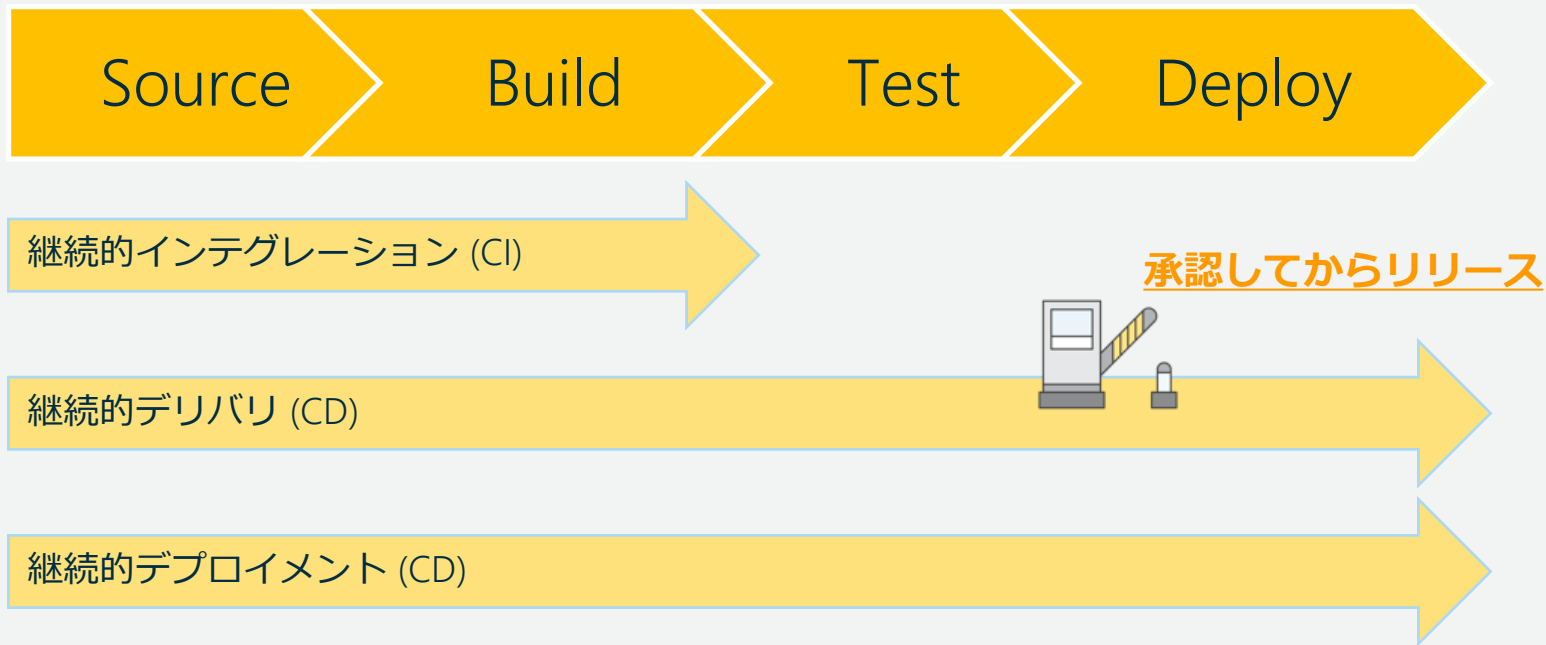 Source
Build
Test
Deploy
継続的インテグレーション (CI)
承認してからリリース
継続的デリバリ (CD)
継続的デプロイメント (CD)